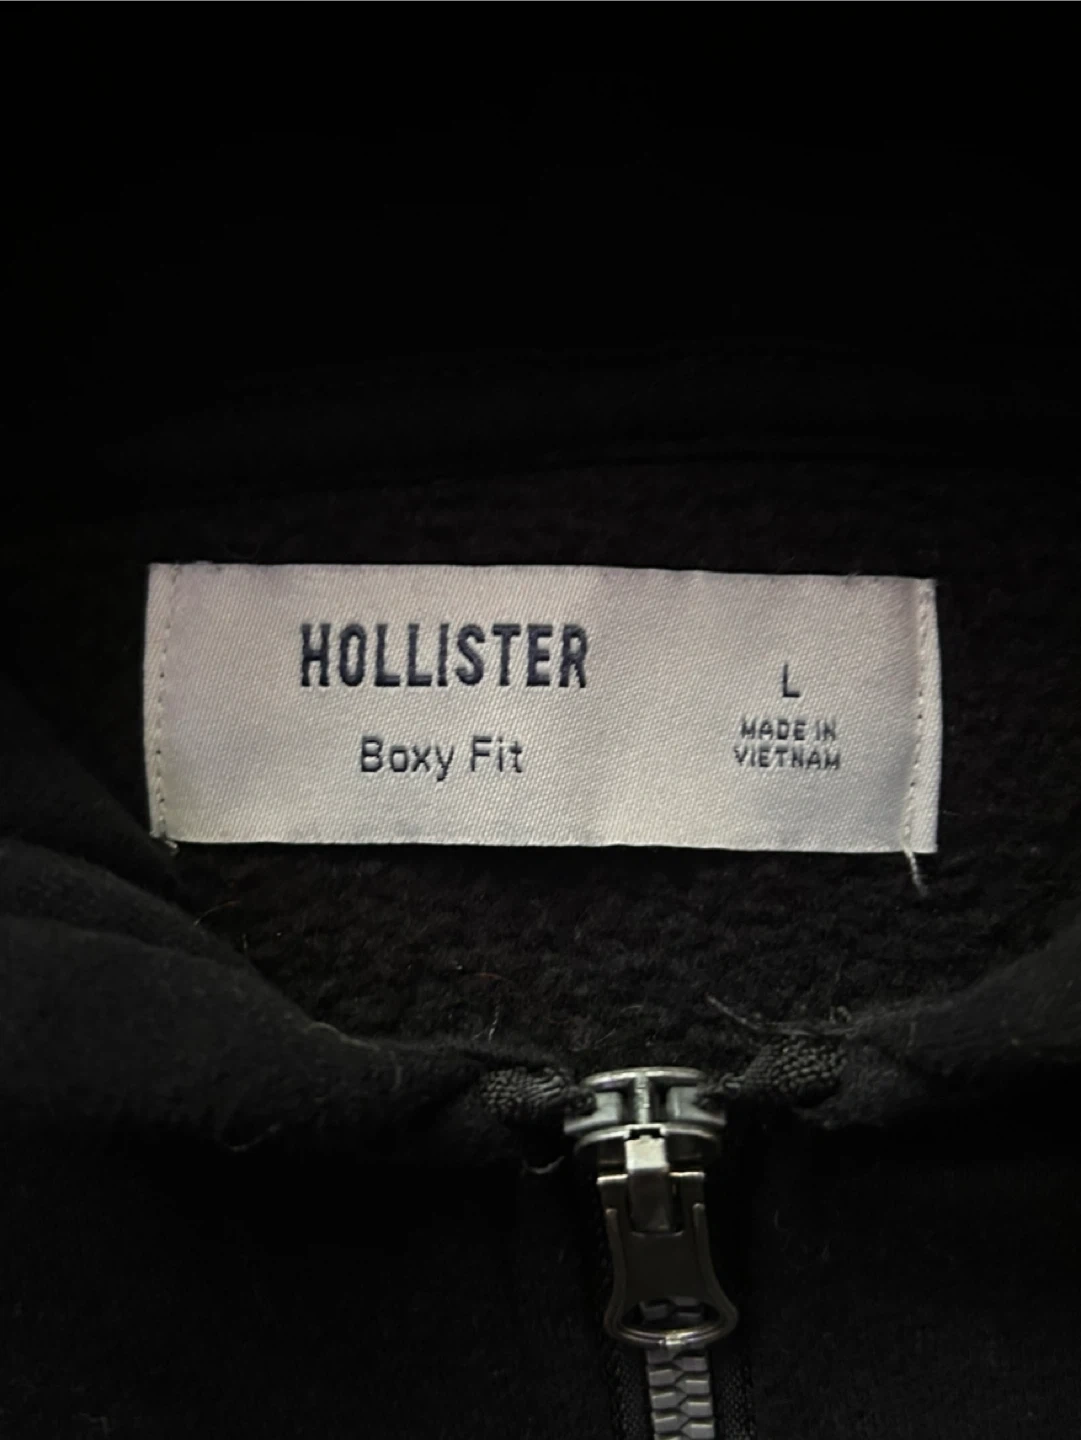 HOLLISTER
Boxy Fit
L
MADE IN
VIETNAM